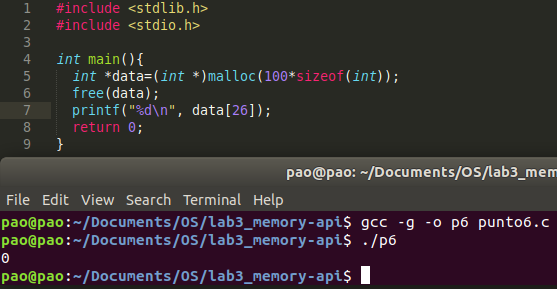 1 #include <stdlib.h>
2 #include <stdio.h>
3
4 int main(){
5 int *data=(int *)malloc(100*sizeof(int));
6 free(data);
7 printf("%d\n", data[26]);
8 return 0;
9 }
pao@pao: ~/Documents/OS/lab3_memory-api
File Edit View Search Terminal Help
pao@pao:~/Documents/OS/lab3_memory-api$ gcc -g -o p6 punto6.c
pao@pao:~/Documents/OS/lab3_memory-api$ ./p6
0
pao@pao:~/Documents/OS/lab3_memory-api$